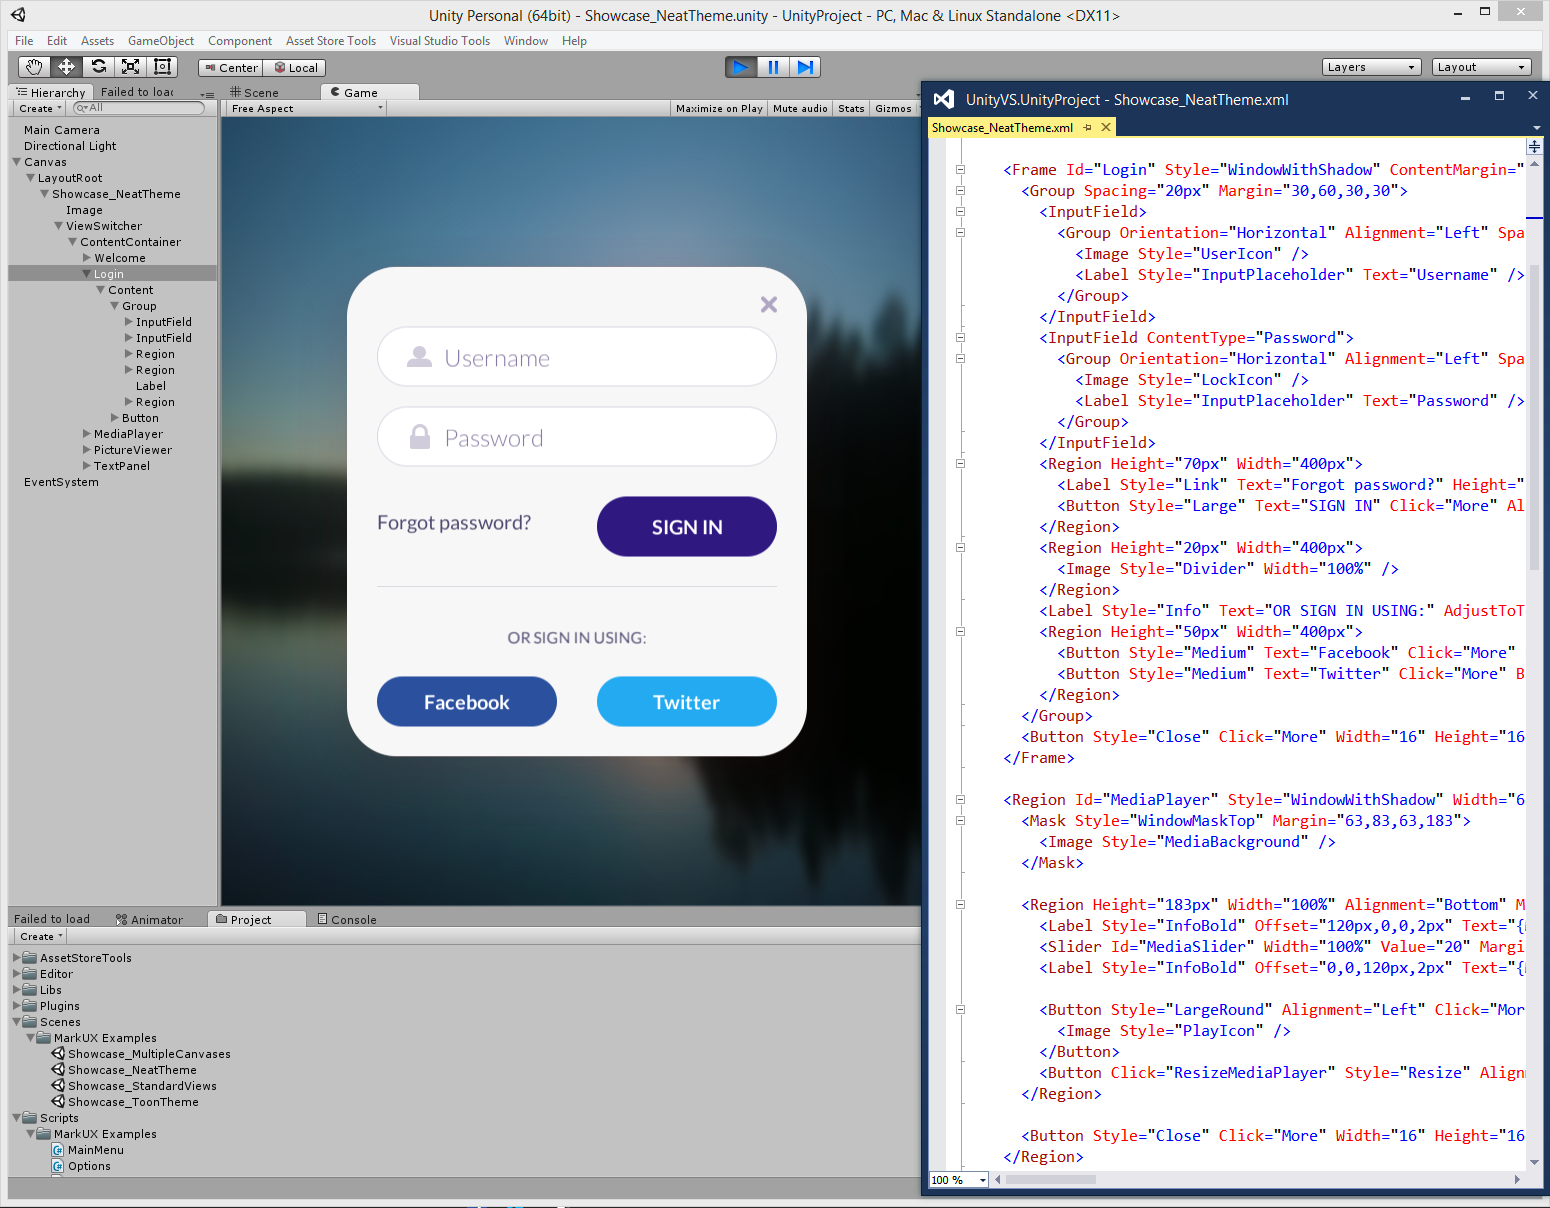 Unity Personal (64bit) - Showcase_NeatTheme.unity - UnityProject - PC, Mac & Linux Standalone <DX11>
File Edit Assets GameObject Component Asset Store Tools Visual Studio Tools Window Help
Center Local Layers Layout
Hierarchy Failed to load
Create All
Main Camera
Directional Light
Canvas
LayoutRoot
Showcase_NeatTheme
Image
ViewSwitcher
ContentContainer
Welcome
Login
Content
Group
InputField
InputField
Region
Region
Label
Region
Button
MediaPlayer
PictureViewer
TextPanel
EventSystem
Scene Game
Free Aspect Maximize on Play Mute audio Stats Gizmos
Username
Password
Forgot password? SIGN IN
OR SIGN IN USING:
Facebook Twitter
Failed to load Animator Project Console
Create
AssetStoreTools
Editor
Libs
Plugins
Scenes
MarkUX Examples
Showcase_MultipleCanvases
Showcase_NeatTheme
Showcase_StandardViews
Showcase_ToonTheme
Scripts
MarkUX Examples
MainMenu
Options
UnityVS.UnityProject - Showcase_NeatTheme.xml
Showcase_NeatTheme.xml
<Frame Id="Login" Style="WindowWithShadow" ContentMargin="
<Group Spacing="20px" Margin="30,60,30,30">
<InputField>
<Group Orientation="Horizontal" Alignment="Left" Spa
<Image Style="UserIcon" />
<Label Style="InputPlaceholder" Text="Username" />
</Group>
</InputField>
<InputField ContentType="Password">
<Group Orientation="Horizontal" Alignment="Left" Spa
<Image Style="LockIcon" />
<Label Style="InputPlaceholder" Text="Password" />
</Group>
</InputField>
<Region Height="70px" Width="400px">
<Label Style="Link" Text="Forgot password?" Height="
<Button Style="Large" Text="SIGN IN" Click="More" Al
</Region>
<Region Height="20px" Width="400px">
<Image Style="Divider" Width="100%" />
</Region>
<Label Style="Info" Text="OR SIGN IN USING:" AdjustToT
<Region Height="50px" Width="400px">
<Button Style="Medium" Text="Facebook" Click="More"
<Button Style="Medium" Text="Twitter" Click="More" B
</Region>
</Group>
<Button Style="Close" Click="More" Width="16" Height="16
</Frame>
<Region Id="MediaPlayer" Style="WindowWithShadow" Width="6
<Mask Style="WindowMaskTop" Margin="63,83,63,183">
<Image Style="MediaBackground" />
</Mask>
<Region Height="183px" Width="100%" Alignment="Bottom" M
<Label Style="InfoBold" Offset="120px,0,0,2px" Text="{
<Slider Id="MediaSlider" Width="100%" Value="20" Margi
<Label Style="InfoBold" Offset="0,0,120px,2px" Text="{
<Button Style="LargeRound" Alignment="Left" Click="Mor
<Image Style="PlayIcon" />
</Button>
<Button Click="ResizeMediaPlayer" Style="Resize" Align
</Region>
<Button Style="Close" Click="More" Width="16" Height="16
</Region>
100 %